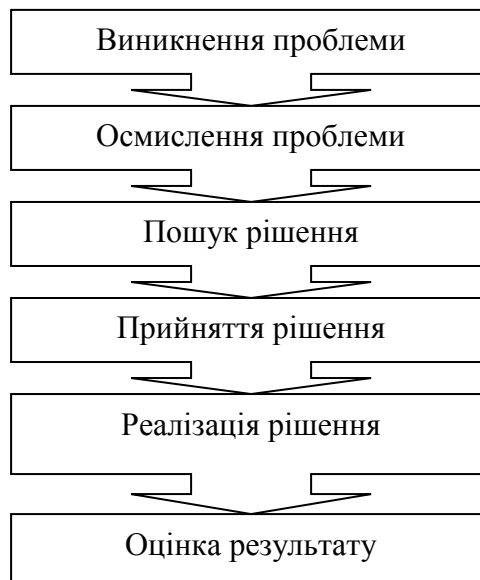 Виникнення проблеми
Осмислення проблеми
Пошук рішення
Прийняття рішення
Реалізація рішення
Оцінка результату